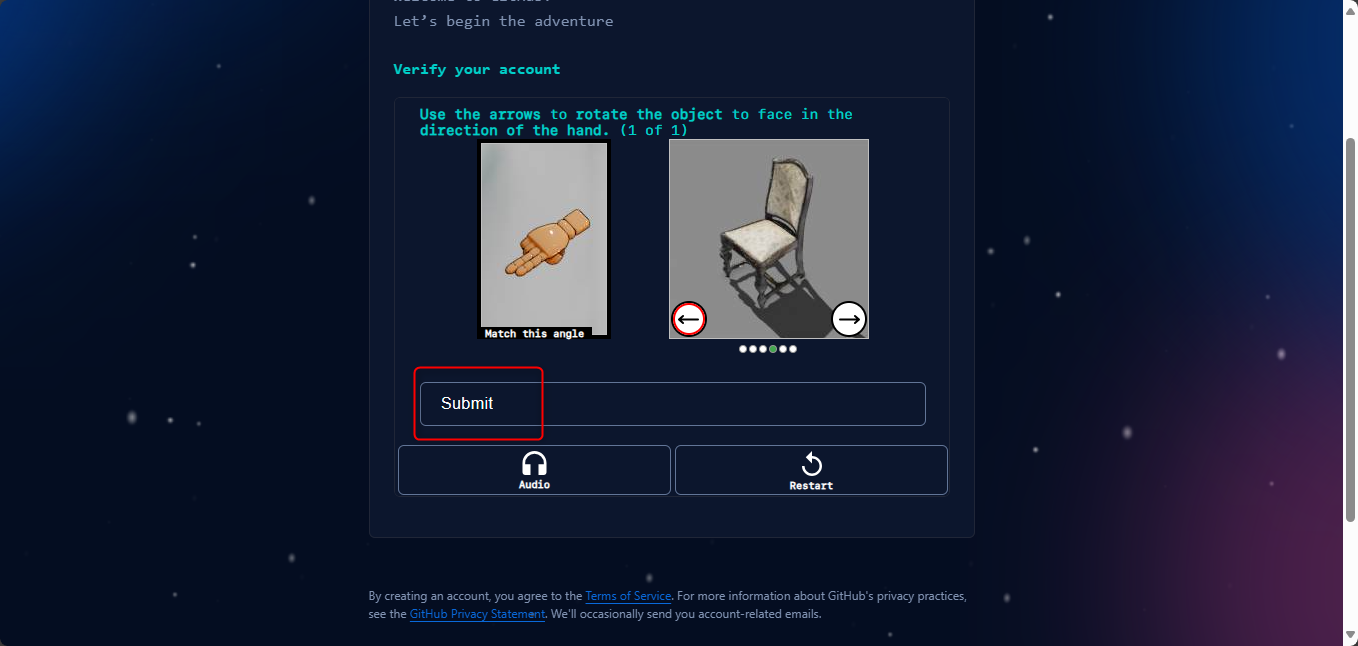 Let’s begin the adventure
Verify your account
Use the arrows to rotate the object to face in the
direction of the hand. (1 of 1)
Match this angle
Submit
Audio
Restart
By creating an account, you agree to the Terms of Service. For more information about GitHub's privacy practices,
see the GitHub Privacy Statement. We'll occasionally send you account-related emails.